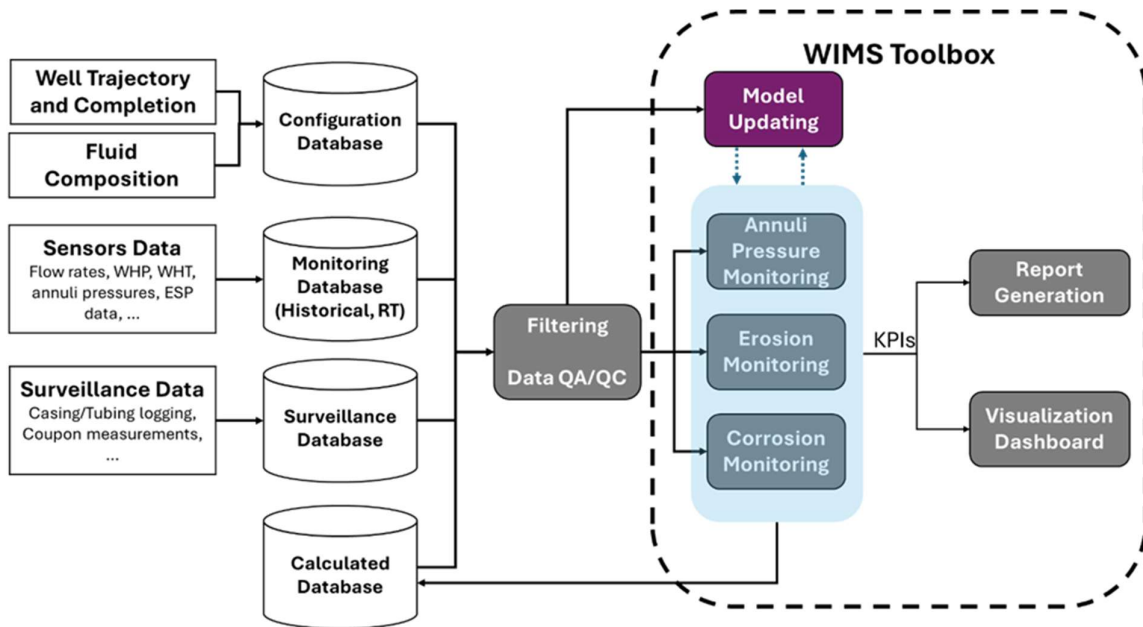 WIMS Toolbox
Well Trajectory
and Completion
Fluid
Composition
Configuration
Database
Model
Updating
Sensors Data
Flow rates, WHP, WHT,
annuli pressures, ESP
data, ...
Monitoring
Database
(Historical, RT)
Surveillance Data
Casing/Tubing logging,
Coupon measurements,
...
Surveillance
Database
Calculated
Database
Filtering
Data QA/QC
Annuli
Pressure
Monitoring
Erosion
Monitoring
Corrosion
Monitoring
KPIs
Report
Generation
Visualization
Dashboard